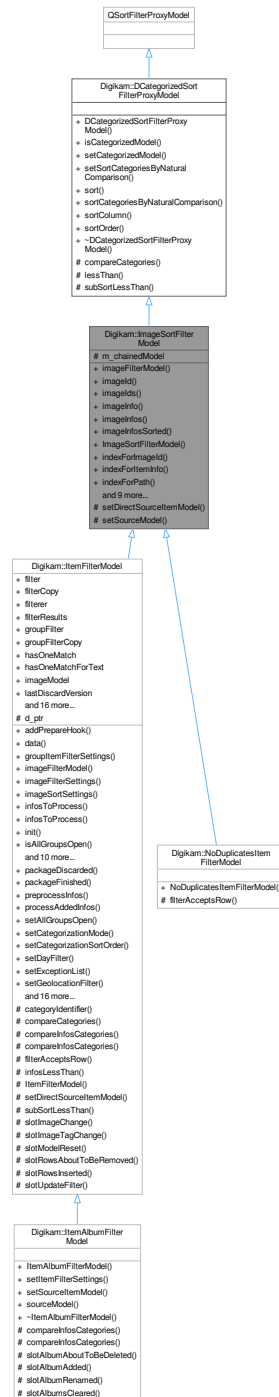 QSortFilterProxyModel
Digikam::DCategorizedSort
FilterProxyModel
+ DCategorizedSortFilterProxy
Model()
+ isCategorizedModel()
+ setCategorizedModel()
+ setSortCategoriesByNatural
Comparison()
+ sort()
+ sortCategoriesByNaturalComparison()
+ sortColumn()
+ sortOrder()
+ ~DCategorizedSortFilterProxy
Model()
# compareCategories()
# lessThan()
# subSortLessThan()
Digikam::ImageSortFilter
Model
# m_chainedModel
+ imageFilterModel()
+ imageId()
+ imageIds()
+ imageInfo()
+ imageInfos()
+ imageInfosSorted()
+ ImageSortFilterModel()
+ indexForImageId()
+ indexForItemInfo()
+ indexForPath()
and 9 more...
# setDirectSourceItemModel()
# setSourceModel()
Digikam::ItemFilterModel
+ filter
+ filterCopy
+ filterer
+ filterResults
+ groupFilter
+ groupFilterCopy
+ hasOneMatch
+ hasOneMatchForText
+ imageModel
+ lastDiscardVersion
and 16 more...
# d_ptr
+ addPrepareHook()
+ data()
+ groupItemFilterSettings()
+ imageFilterModel()
+ imageFilterSettings()
+ imageSortSettings()
+ infosToProcess()
+ infosToProcess()
+ init()
+ isAllGroupsOpen()
and 10 more...
+ packageDiscarded()
+ packageFinished()
+ preprocessInfos()
+ processAddedInfos()
+ setAllGroupsOpen()
+ setCategorizationMode()
+ setCategorizationSortOrder()
+ setDayFilter()
+ setExceptionList()
+ setGeolocationFilter()
and 16 more...
# categoryIdentifier()
# compareCategories()
# compareInfosCategories()
# compareInfosCategories()
# filterAcceptsRow()
# infosLessThan()
# ItemFilterModel()
# setDirectSourceItemModel()
# subSortLessThan()
# slotImageChange()
# slotImageTagChange()
# slotModelReset()
# slotRowsAboutToBeRemoved()
# slotRowsInserted()
# slotUpdateFilter()
Digikam::NoDuplicatesItem
FilterModel
+ NoDuplicatesItemFilterModel()
# filterAcceptsRow()
Digikam::ItemAlbumFilter
Model
+ ItemAlbumFilterModel()
+ setItemFilterSettings()
+ setSourceItemModel()
+ sourceModel()
+ ~ItemAlbumFilterModel()
# compareInfosCategories()
# compareInfosCategories()
# slotAlbumAboutToBeDeleted()
# slotAlbumAdded()
# slotAlbumRenamed()
# slotAlbumsCleared()